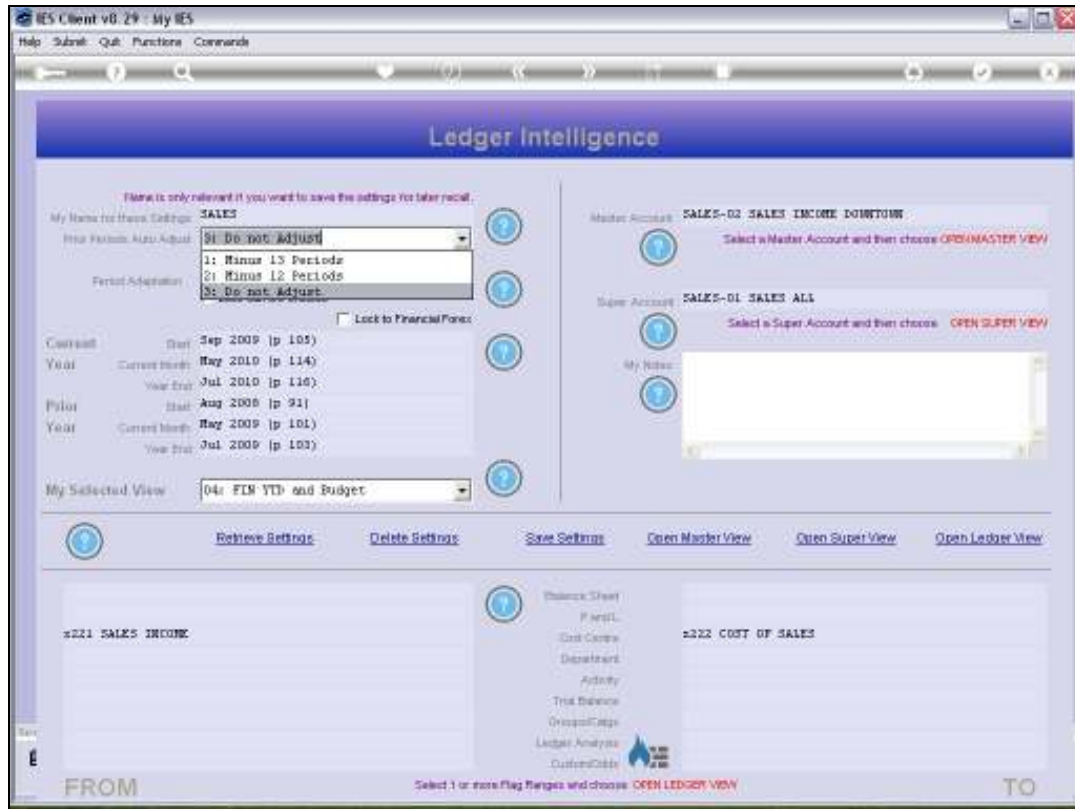 IES Client v8.29 : My IES
Help Submit Quit Functions Commands
Ledger Intelligence
Name is only relevant if you want to save the settings for later recall.
My Name for these Settings SALES
Prior Periods Auto Adjust 3: Do not Adjust
1: Minus 13 Periods
2: Minus 12 Periods
3: Do not Adjust
Period Adaptation
Lock to Financial Forex
Current Start Sep 2009 (p 105)
Year Current Month May 2010 (p 114)
Year End Jul 2010 (p 116)
Prior Start Aug 2008 (p 91)
Year Current Month May 2009 (p 101)
Year End Jul 2009 (p 103)
My Selected View 04: FIN YTD and Budget
Master Account SALES-02 SALES INCOME DOWNTOWN
Select a Master Account and then choose OPEN MASTER VIEW
Super Account SALES-01 SALES ALL
Select a Super Account and then choose OPEN SUPER VIEW
My Notes
Retrieve Settings Delete Settings Save Settings Open Master View Open Super View Open Ledger View
Balance Sheet
P and L
z221 SALES INCOME Cost Centre z222 COST OF SALES
Department
Activity
Trial Balance
Groups/Catgs
Ledger Analysis
Custom/Odds
FROM Select 1 or more Flag Ranges and choose OPEN LEDGER VIEW TO